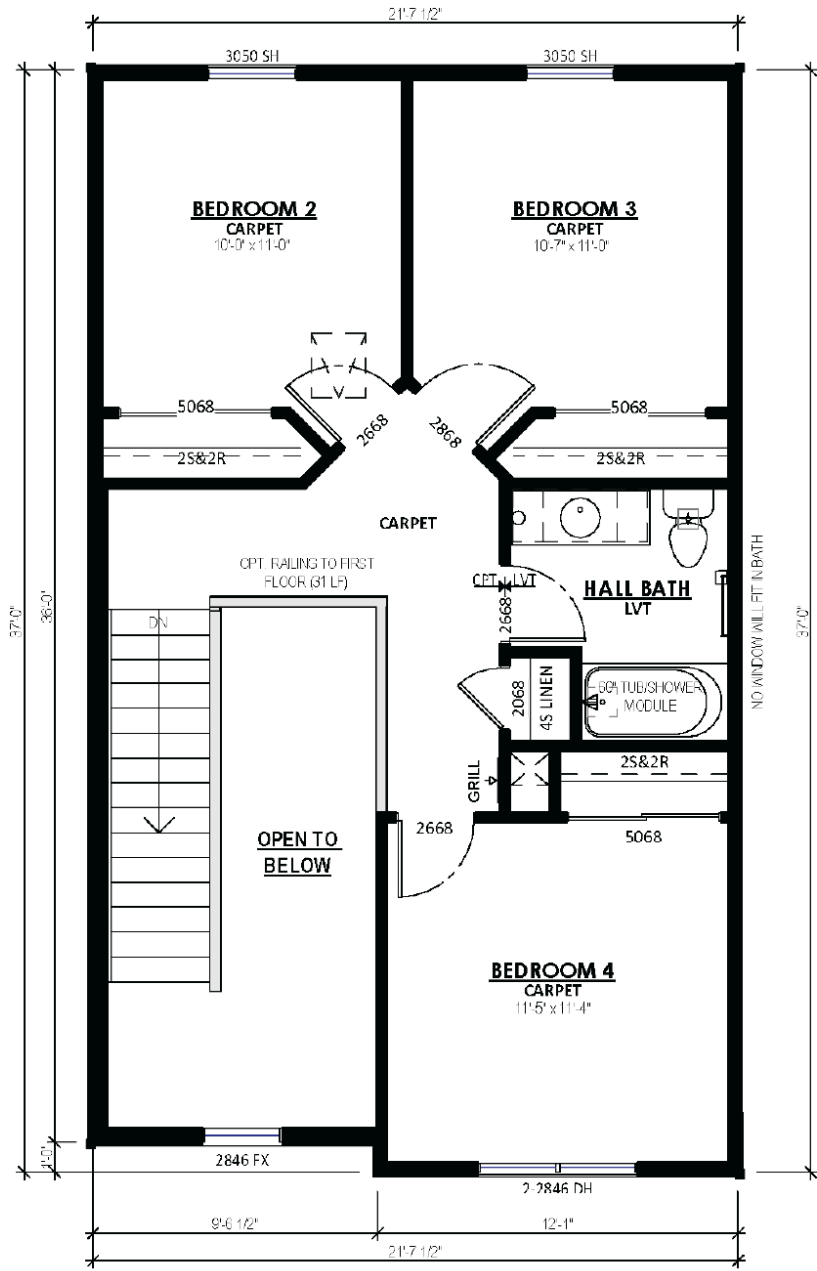 21'-7 1/2"
3050 SH
3050 SH
BEDROOM 2
CARPET
10'-0" x 11'-0"
BEDROOM 3
CARPET
10'-7" x 11'-0"
5068
2668
2868
5068
2S&2R
2S&2R
CARPET
OPT. RAILING TO FIRST
FLOOR (31 LF)
CPT LVT
2668
HALL BATH
LVT
NO WINDOW WILL FIT IN BATH
37'-0"
36'-0"
37'-0"
DN
2068
4S LINEN
60" TUB/SHOWER
MODULE
GRILL
2S&2R
2668
5068
OPEN TO
BELOW
BEDROOM 4
CARPET
11'-5" x 11'-4"
1'-0"
2846 FX
2-2846 DH
9'-6 1/2"
12'-1"
21'-7 1/2"